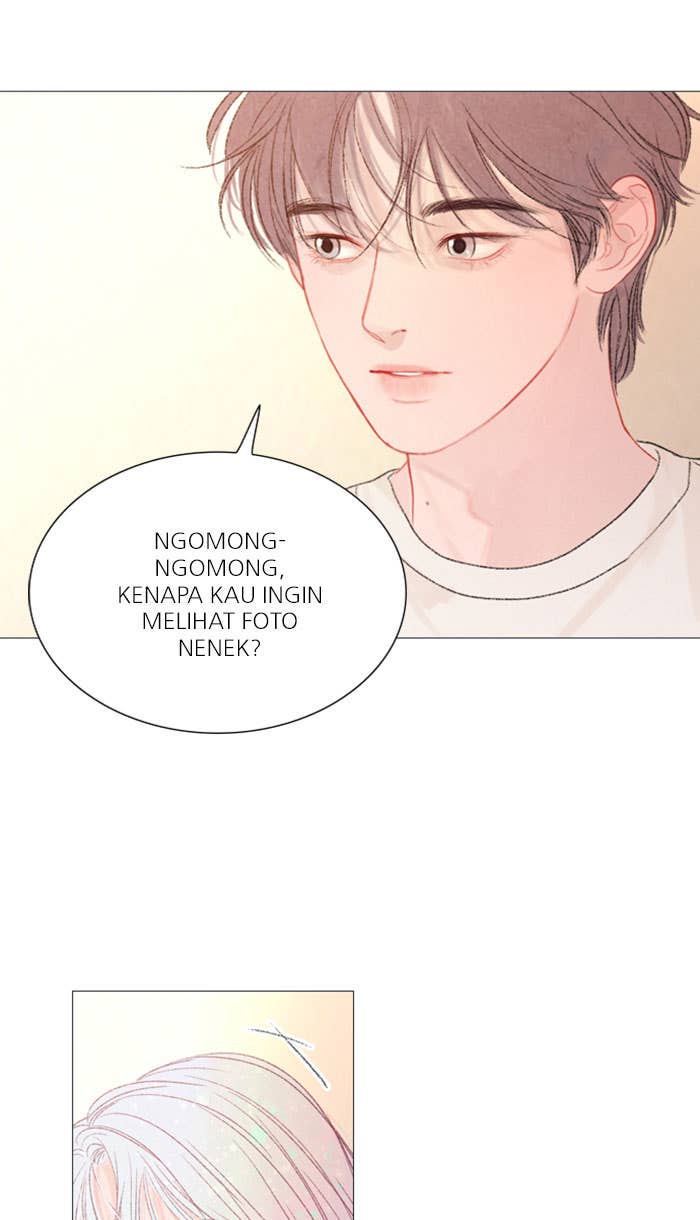 NGOMONG-
NGOMONG,
KENAPA KAU INGIN
MELIHAT FOTO
NENEK?